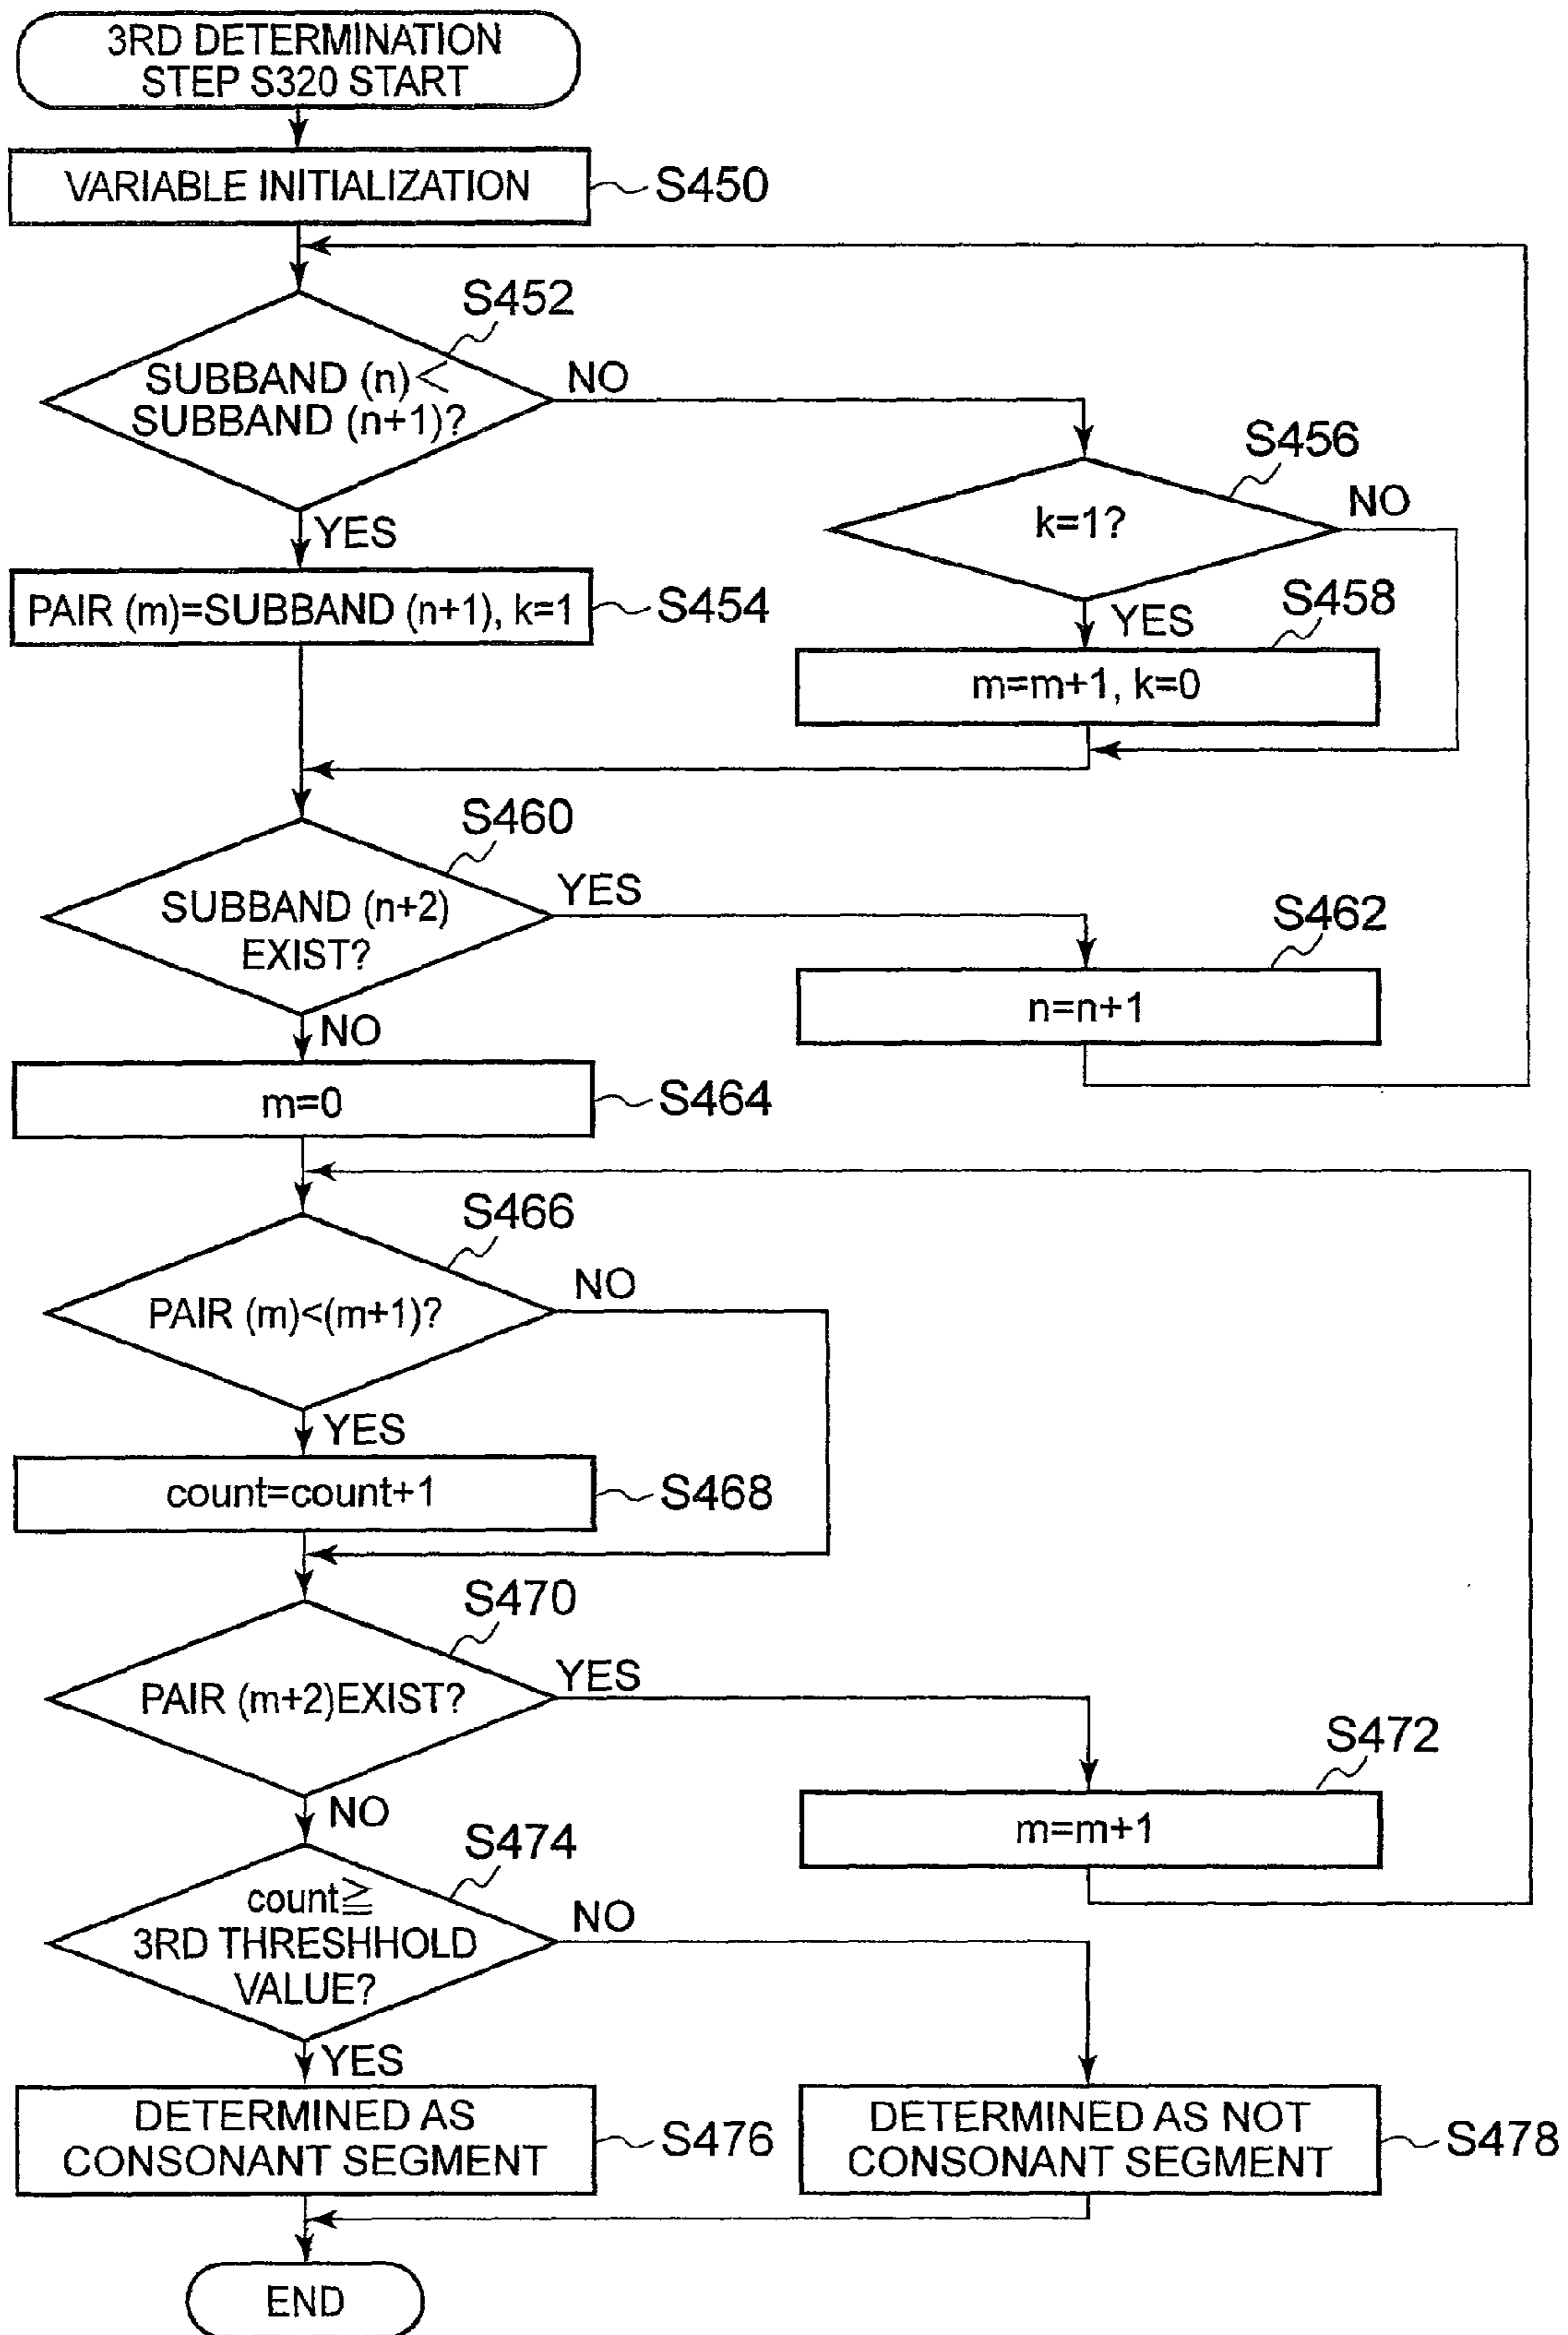 3RD DETERMINATION
STEP S320 START
VARIABLE INITIALIZATION
S450
S452
SUBBAND (n)<
SUBBAND (n+1)?
NO
S456
k=1?
NO
YES
PAIR (m)=SUBBAND (n+1), k=1
S454
YES
S458
m=m+1, k=0
S460
SUBBAND (n+2)
EXIST?
YES
S462
n=n+1
NO
m=0
S464
S466
PAIR (m)<(m+1)?
NO
YES
count=count+1
S468
S470
PAIR (m+2)EXIST?
YES
S472
m=m+1
NO
S474
count≧
3RD THRESHHOLD
VALUE?
NO
YES
DETERMINED AS
CONSONANT SEGMENT
S476
DETERMINED AS NOT
CONSONANT SEGMENT
S478
END